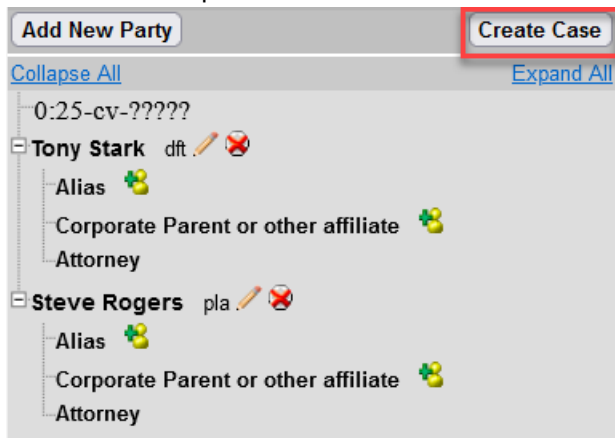 Add New Party Create Case
Collapse All Expand All
0:25-cv-?????
Tony Stark dft
Alias
Corporate Parent or other affiliate
Attorney
Steve Rogers pla
Alias
Corporate Parent or other affiliate
Attorney